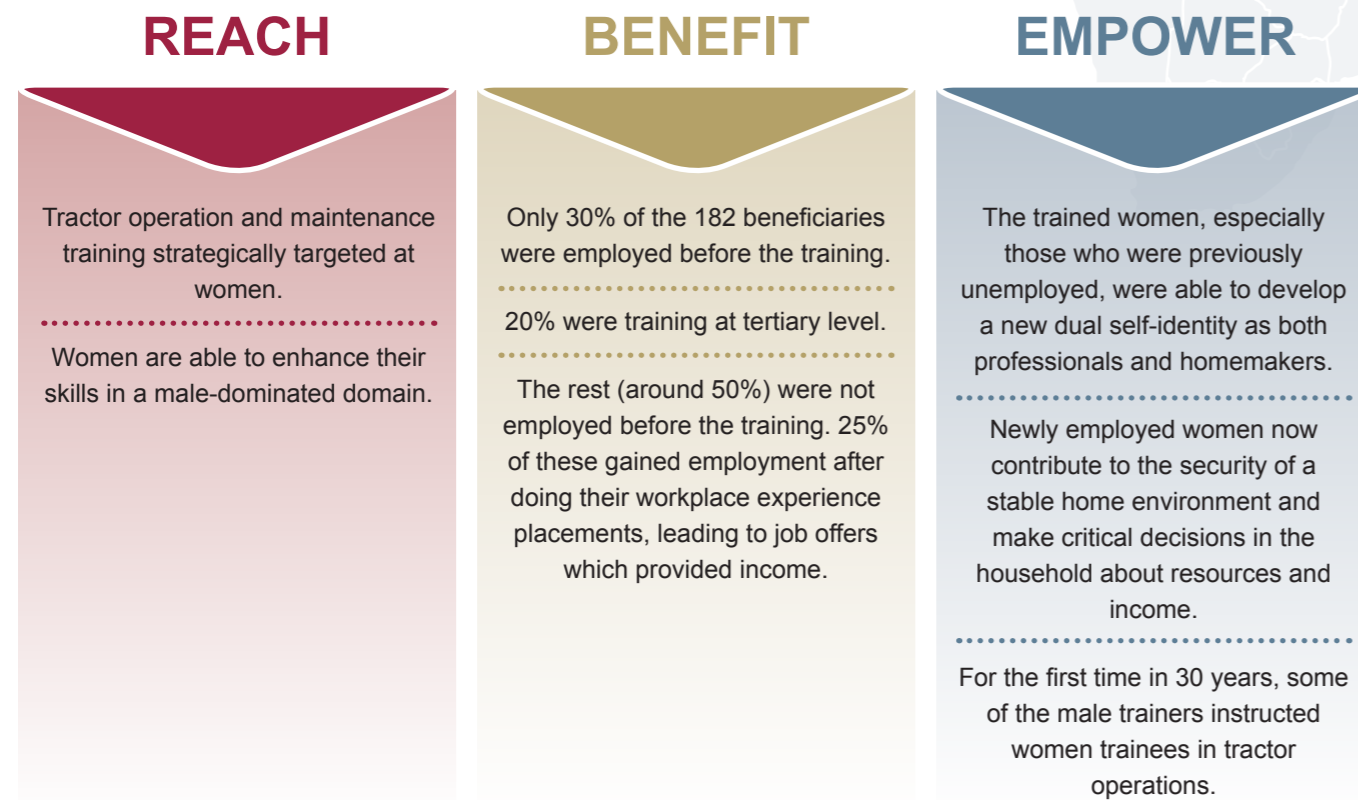 REACH
Tractor operation and maintenance
training strategically targeted at
women.
Women are able to enhance their
skills in a male-dominated domain.
BENEFIT
Only 30% of the 182 beneficiaries
were employed before the training.
20% were training at tertiary level.
The rest (around 50%) were not
employed before the training. 25%
of these gained employment after
doing their workplace experience
placements, leading to job offers
which provided income.
EMPOWER
The trained women, especially
those who were previously
unemployed, were able to develop
a new dual self-identity as both
professionals and homemakers.
Newly employed women now
contribute to the security of a
stable home environment and
make critical decisions in the
household about resources and
income.
For the first time in 30 years, some
of the male trainers instructed
women trainees in tractor
operations.